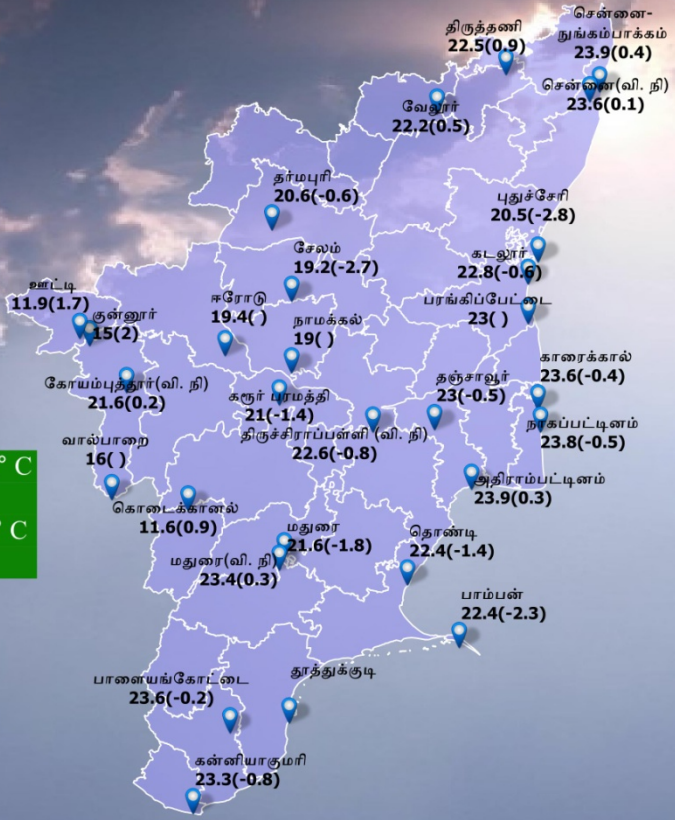 சென்னை-
நுங்கம்பாக்கம்
23.9(0.4)
திருத்தணி
22.5(0.9)
சென்னை(வி. நி)
23.6(0.1)
வேலூர்
22.2(0.5)
தர்மபுரி
20.6(-0.6)
புதுச்சேரி
20.5(-2.8)
சேலம்
19.2(-2.7)
கடலூர்
22.8(-0.6)
ஊட்டி
11.9(1.7)
குன்னூர்
15(2)
ஈரோடு
19.4( )
நாமக்கல்
19( )
பரங்கிப்பேட்டை
23( )
காரைக்கால்
23.6(-0.4)
கோயம்புத்தூர்(வி. நி)
21.6(0.2)
கரூர் பரமத்தி
21(-1.4)
தஞ்சாவூர்
23(-0.5)
நாகப்பட்டினம்
23.8(-0.5)
திருச்சிராப்பள்ளி (வி. நி)
22.6(-0.8)
வால்பாறை
16( )
° C
° C
அதிராம்பட்டினம்
23.9(0.3)
கொடைக்கானல்
11.6(0.9)
மதுரை
21.6(-1.8)
மதுரை(வி. நி)
23.4(0.3)
தொண்டி
22.4(-1.4)
பாம்பன்
22.4(-2.3)
பாளையங்கோட்டை
23.6(-0.2)
தூத்துக்குடி
கன்னியாகுமரி
23.3(-0.8)